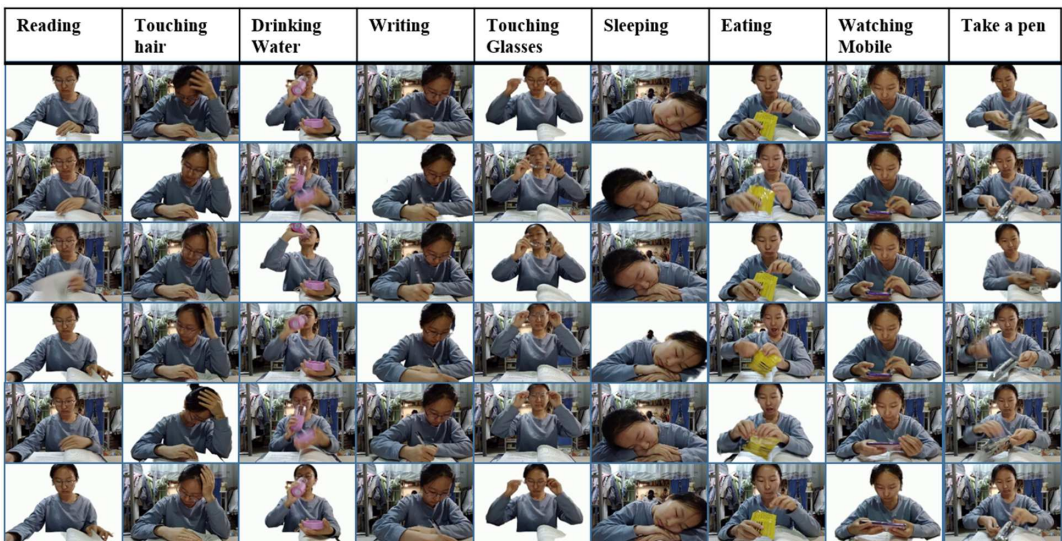 Reading
Touching
hair
Drinking
Water
Writing
Touching
Glasses
Sleeping
Eating
Watching
Mobile
Take a pen